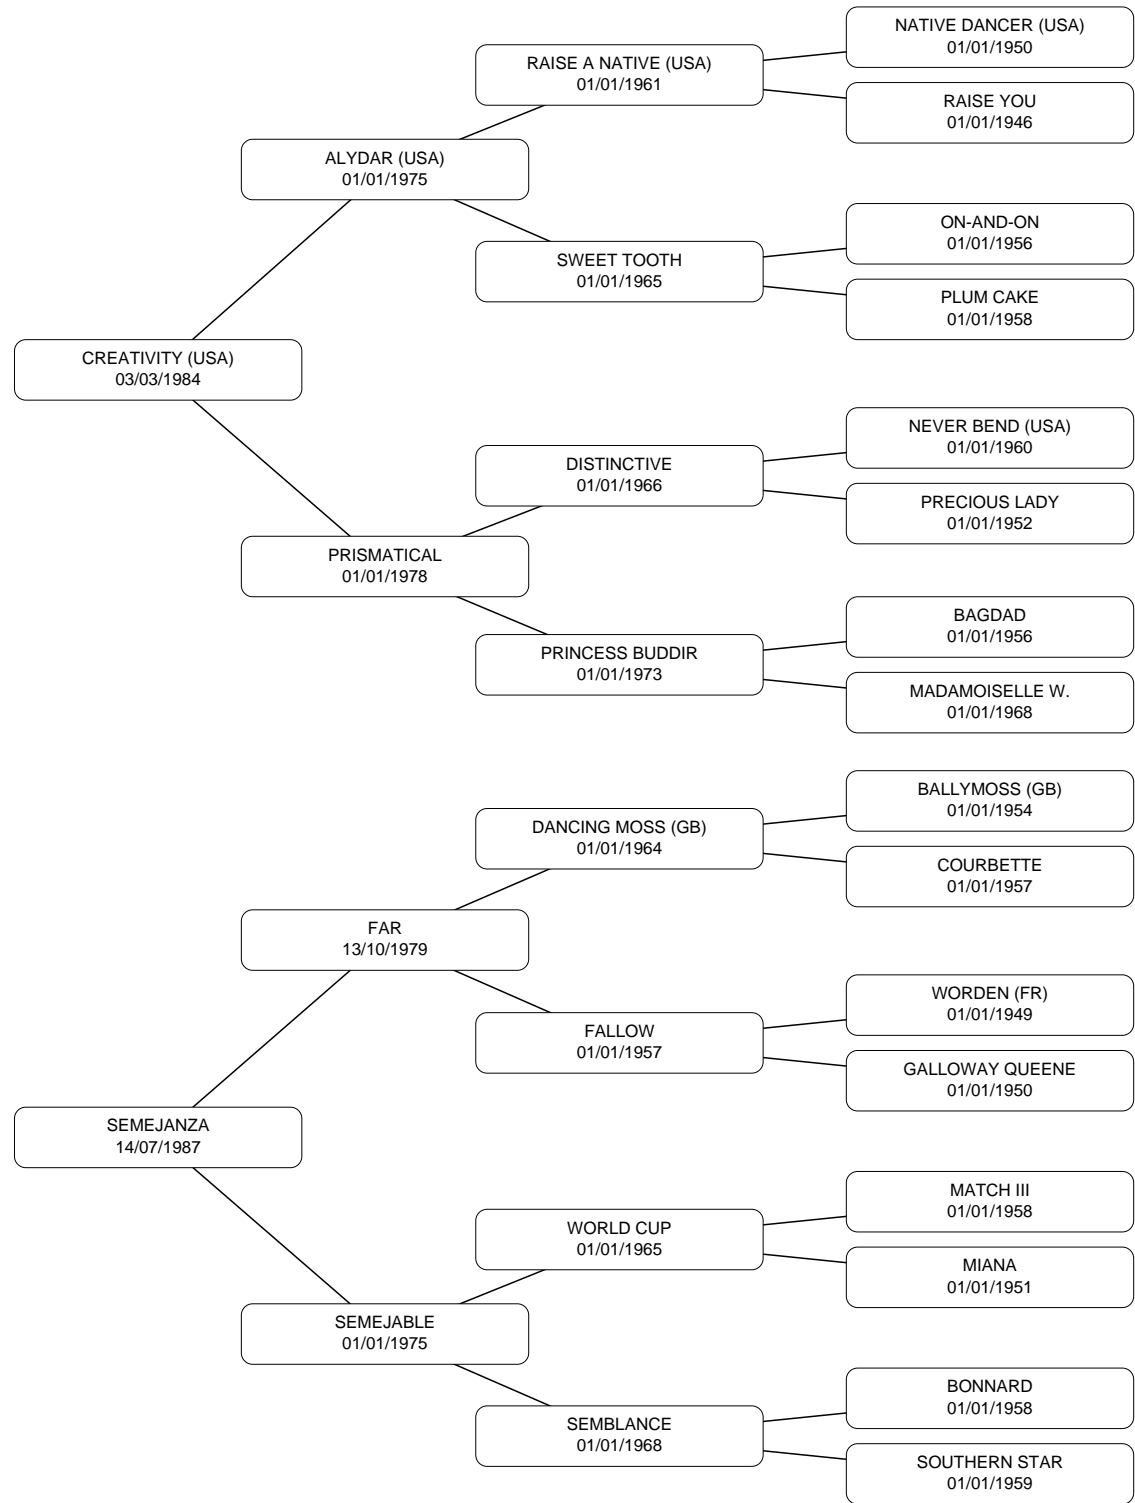 NATIVE DANCER (USA)
01/01/1950
RAISE A NATIVE (USA)
01/01/1961
RAISE YOU
01/01/1946
ALYDAR (USA)
01/01/1975
ON-AND-ON
01/01/1956
SWEET TOOTH
01/01/1965
PLUM CAKE
01/01/1958
CREATIVITY (USA)
03/03/1984
NEVER BEND (USA)
01/01/1960
DISTINCTIVE
01/01/1966
PRECIOUS LADY
01/01/1952
PRISMATICAL
01/01/1978
BAGDAD
01/01/1956
PRINCESS BUDDIR
01/01/1973
MADAMOISELLE W.
01/01/1968
BALLYMOSS (GB)
01/01/1954
DANCING MOSS (GB)
01/01/1964
COURBETTE
01/01/1957
FAR
13/10/1979
WORDEN (FR)
01/01/1949
FALLOW
01/01/1957
GALLOWAY QUEENE
01/01/1950
SEMEJANZA
14/07/1987
MATCH III
01/01/1958
WORLD CUP
01/01/1965
MIANA
01/01/1951
SEMEJABLE
01/01/1975
BONNARD
01/01/1958
SEMBLANCE
01/01/1968
SOUTHERN STAR
01/01/1959